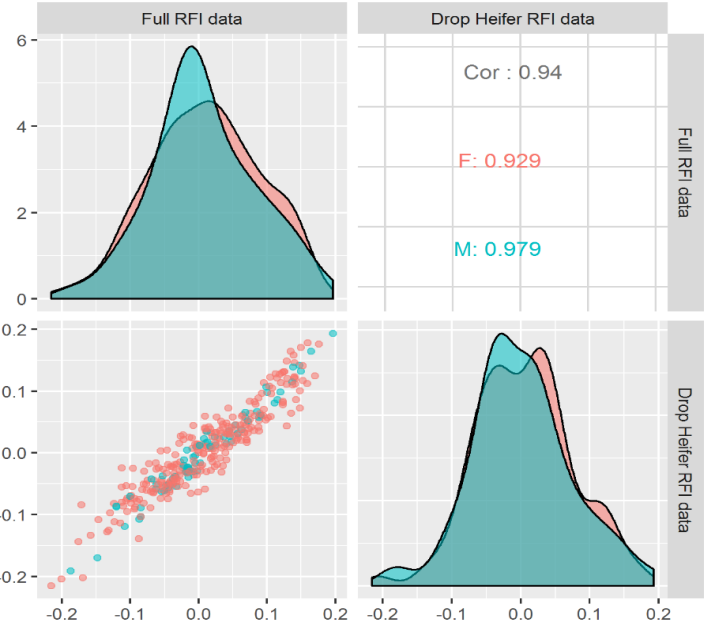 Full RFI data
Drop Heifer RFI data
6
4
2
0
Cor : 0.94
F: 0.929
M: 0.979
Full RFI data
0.2
0.1
0.0
-0.1
-0.2
Drop Heifer RFI data
-0.2 -0.1 0.0 0.1 0.2
-0.2 -0.1 0.0 0.1 0.2